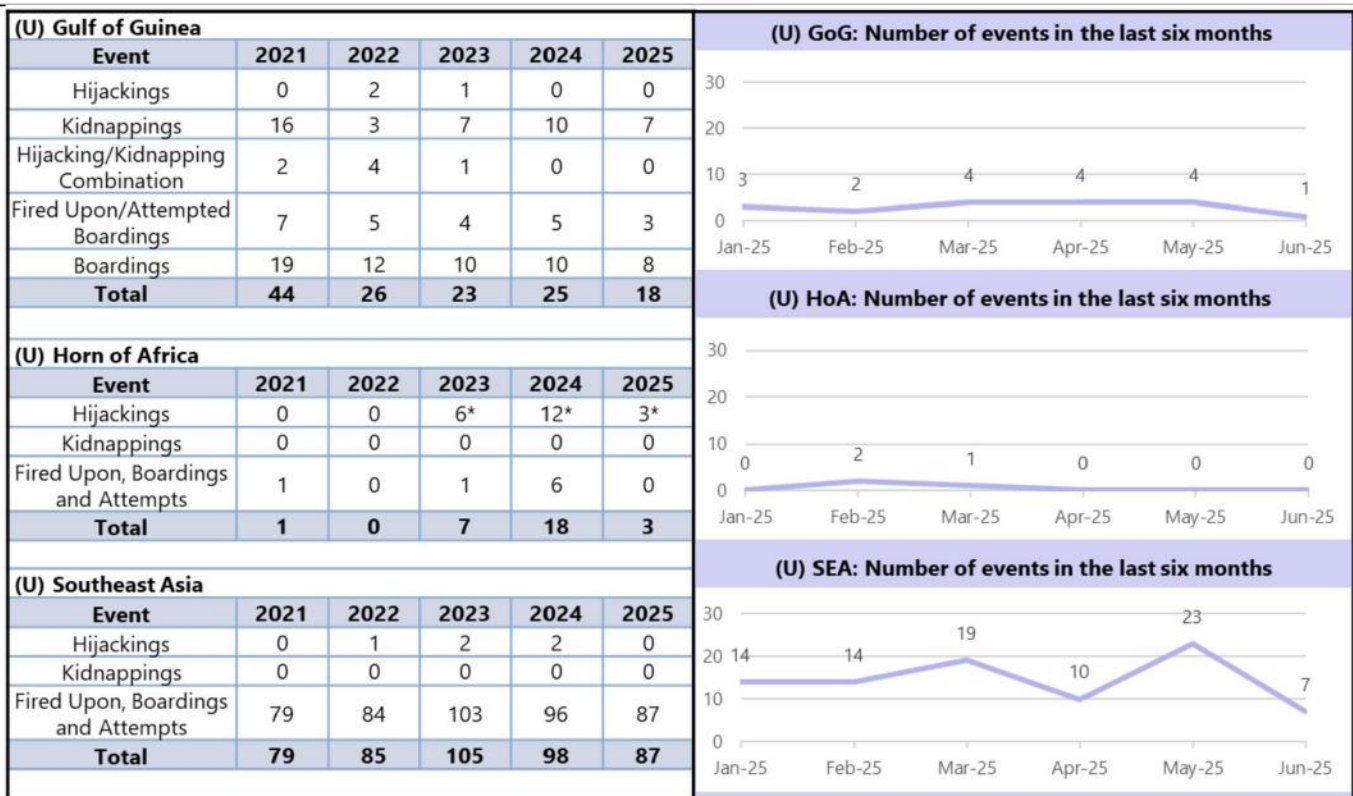 (U) Gulf of Guinea
Event 2021 2022 2023 2024 2025
Hijackings 0 2 1 0 0
Kidnappings 16 3 7 10 7
Hijacking/Kidnapping
Combination 2 4 1 0 0
Fired Upon/Attempted
Boardings 7 5 4 5 3
Boardings 19 12 10 10 8
Total 44 26 23 25 18
(U) Horn of Africa
Event 2021 2022 2023 2024 2025
Hijackings 0 0 6* 12* 3*
Kidnappings 0 0 0 0 0
Fired Upon, Boardings
and Attempts 1 0 1 6 0
Total 1 0 7 18 3
(U) Southeast Asia
Event 2021 2022 2023 2024 2025
Hijackings 0 1 2 2 0
Kidnappings 0 0 0 0 0
Fired Upon, Boardings
and Attempts 79 84 103 96 87
Total 79 85 105 98 87
(U) GoG: Number of events in the last six months
30
20
10
0
3 2 4 4 4 1
Jan-25 Feb-25 Mar-25 Apr-25 May-25 Jun-25
(U) HoA: Number of events in the last six months
30
20
10
0
0 2 1 0 0 0
Jan-25 Feb-25 Mar-25 Apr-25 May-25 Jun-25
(U) SEA: Number of events in the last six months
30
20
10
0
14 14 19 10 23 7
Jan-25 Feb-25 Mar-25 Apr-25 May-25 Jun-25